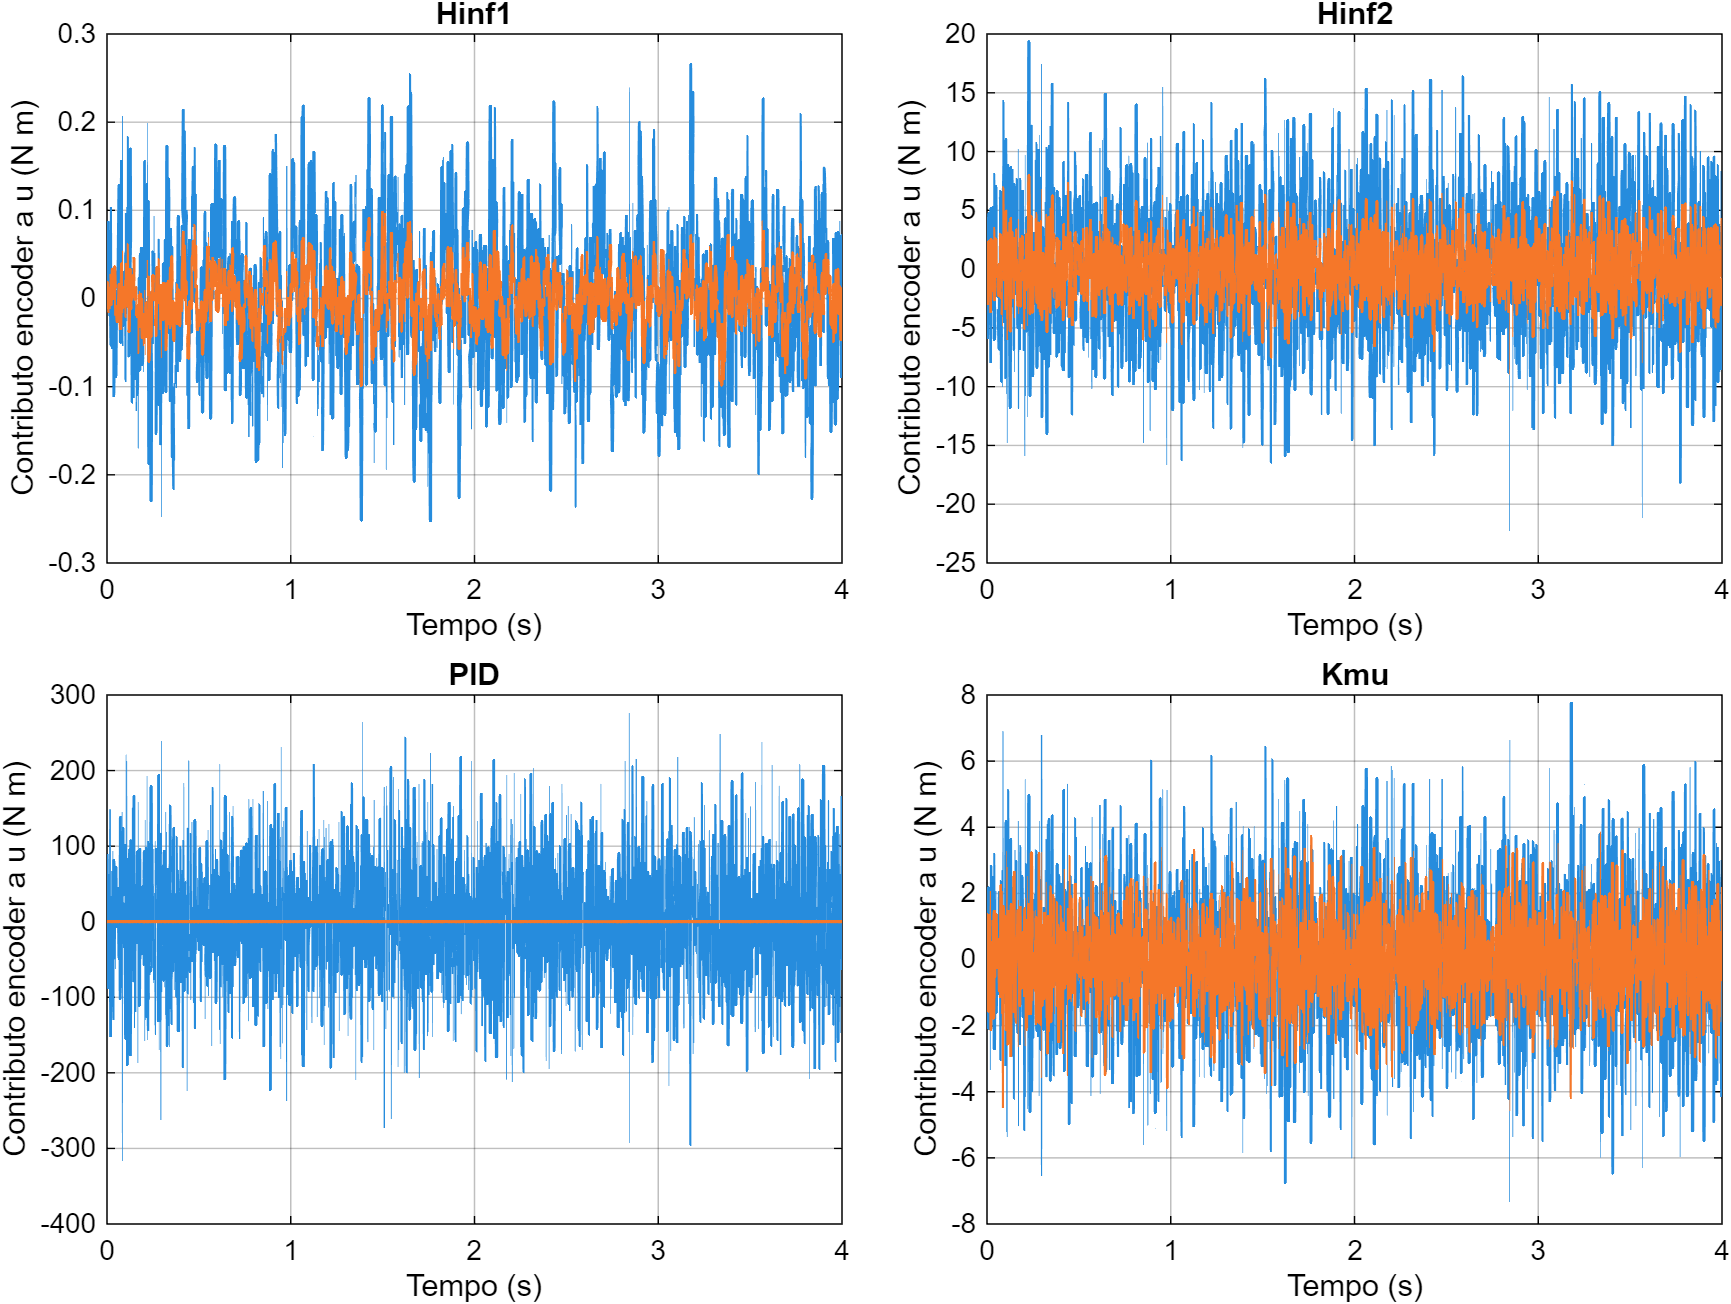 Hinf1
0.3
0.2
0.1
0
-0.1
-0.2
-0.3
Contributo encoder a u (N m)
0 1 2 3 4
Tempo (s)
Hinf2
20
15
10
5
0
-5
-10
-15
-20
-25
Contributo encoder a u (N m)
0 1 2 3 4
Tempo (s)
PID
300
200
100
0
-100
-200
-300
-400
Contributo encoder a u (N m)
0 1 2 3 4
Tempo (s)
Kmu
8
6
4
2
0
-2
-4
-6
-8
Contributo encoder a u (N m)
0 1 2 3 4
Tempo (s)